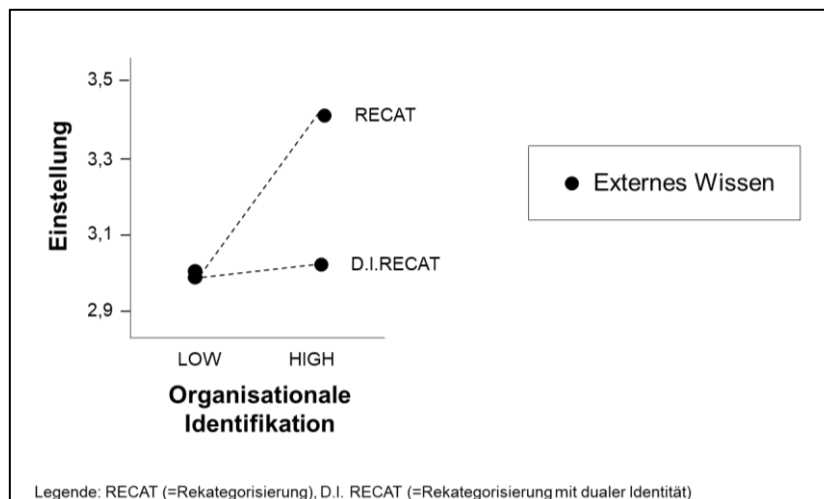 3,5
3,3
3,1
2,9
Einstellung
RECAT
D.I.RECAT
LOW HIGH
Organisationale
Identifikation
Externes Wissen
Legende: RECAT (=Rekategorisierung), D.I. RECAT (=Rekategorisierung mit dualer Identität)